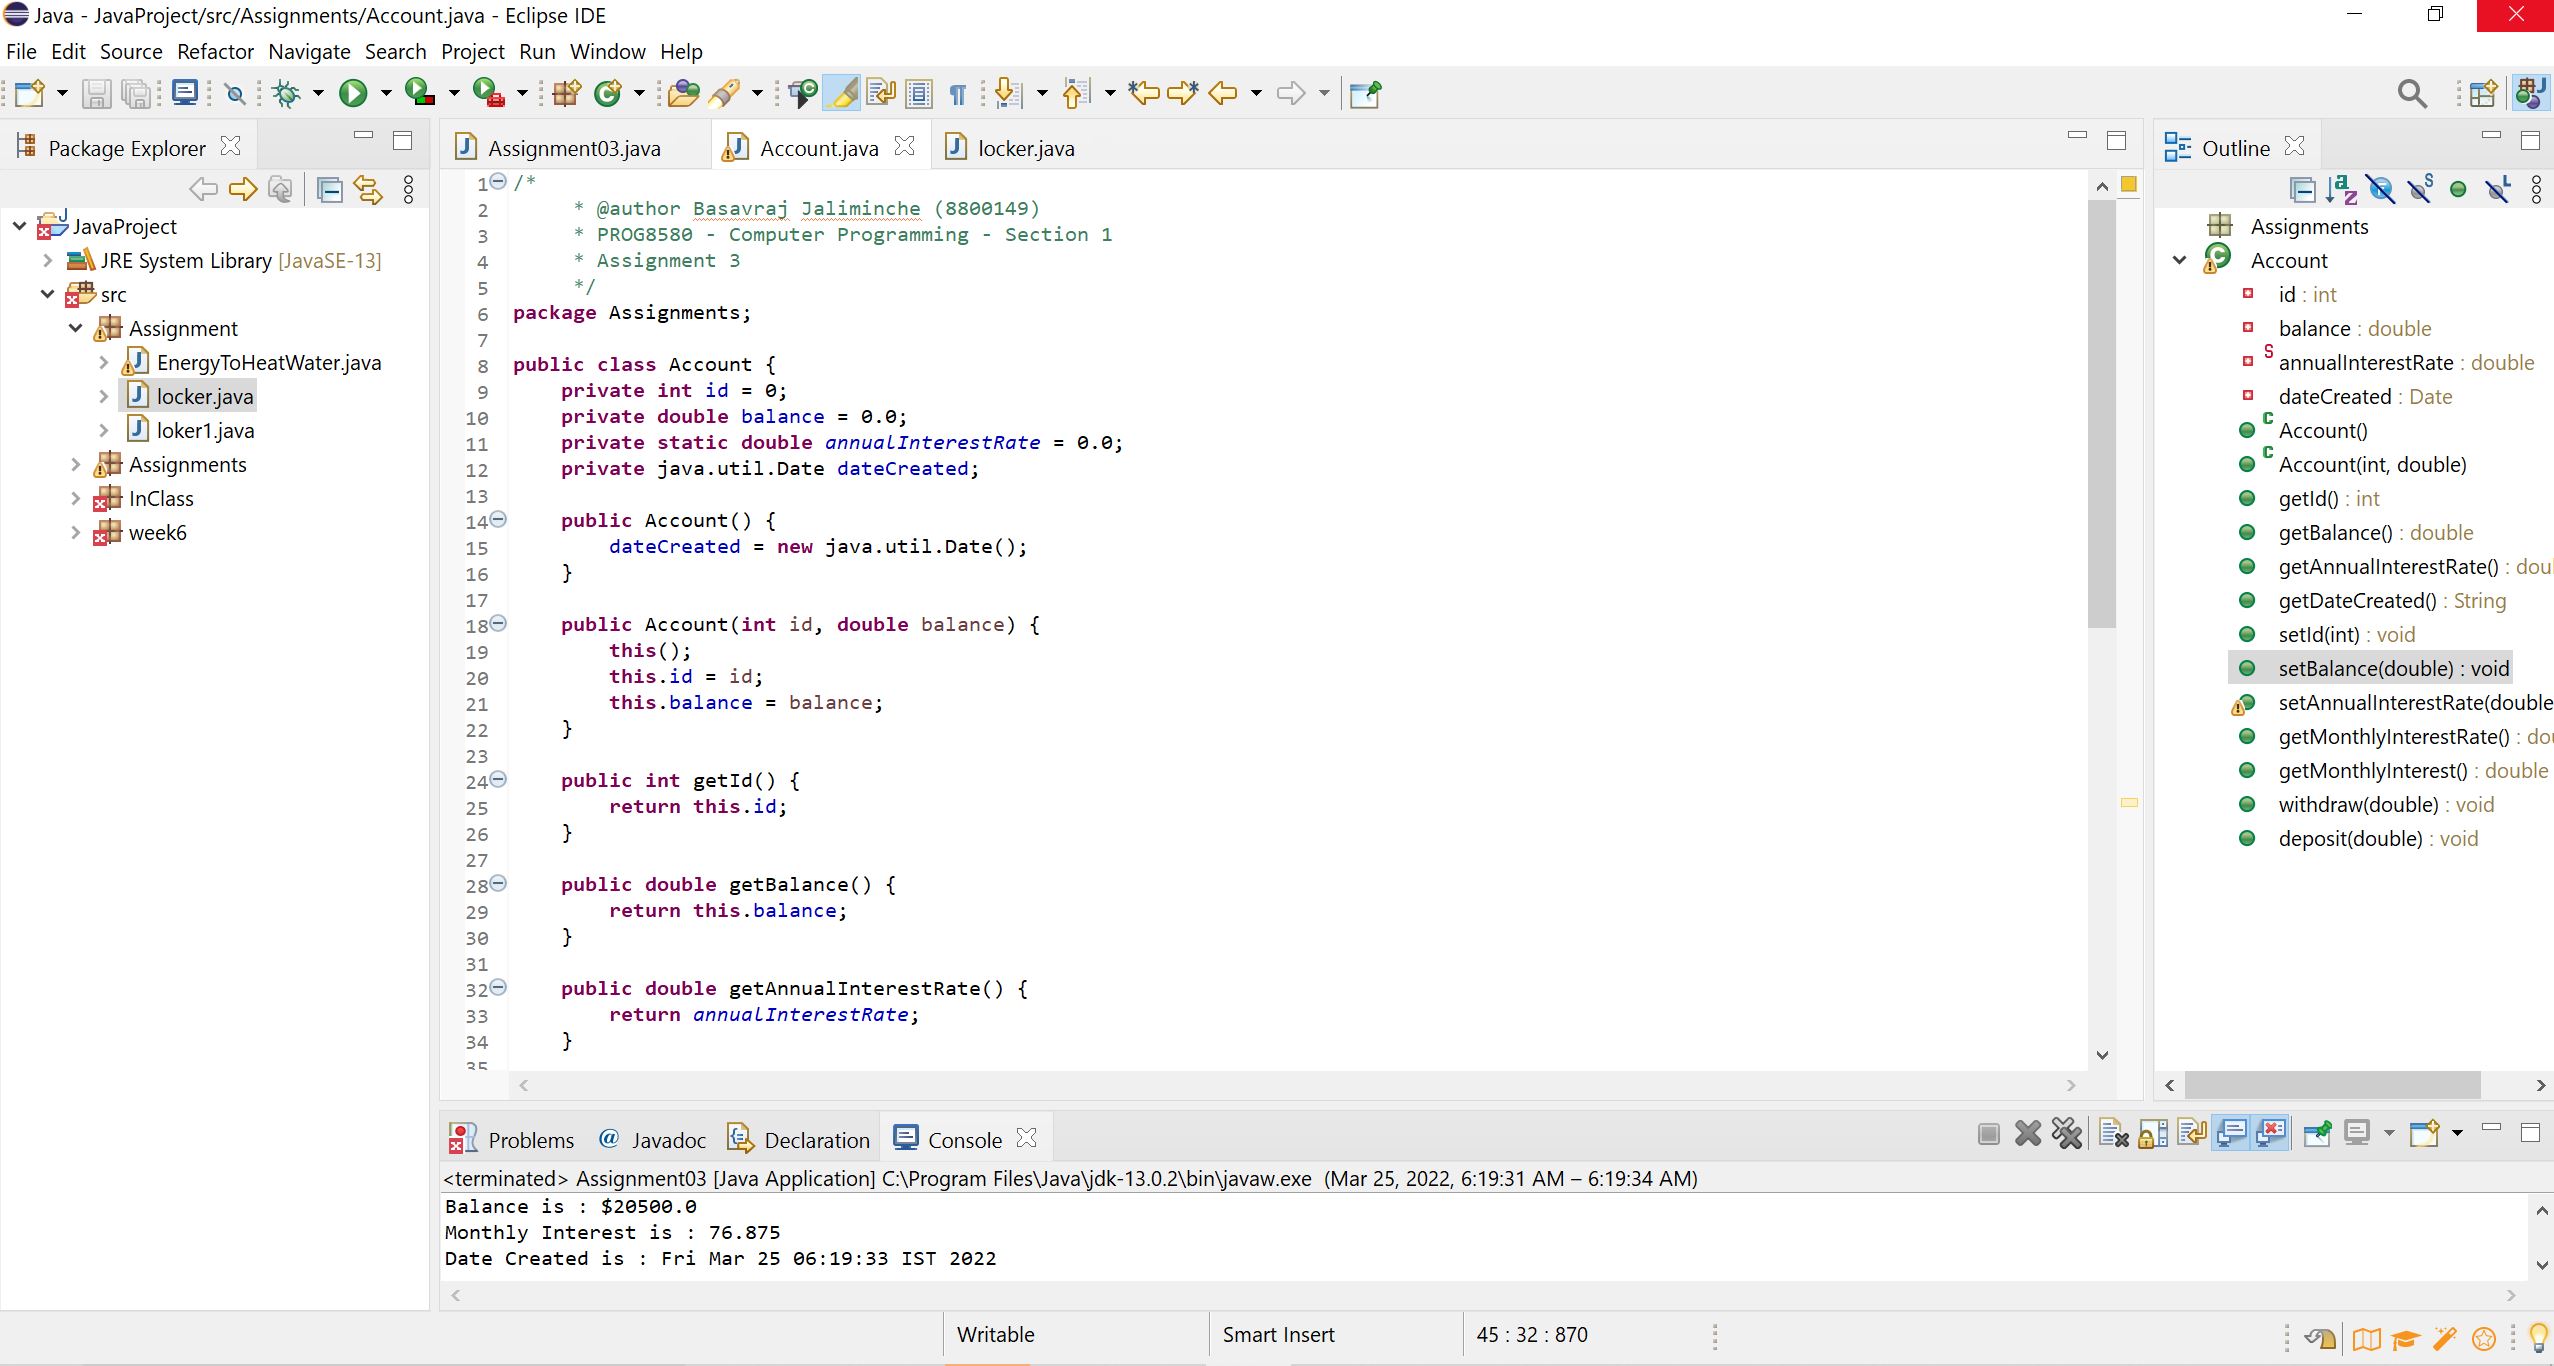 Java - JavaProject/src/Assignments/Account.java - Eclipse IDE
File Edit Source Refactor Navigate Search Project Run Window Help
Package Explorer
JavaProject
JRE System Library [JavaSE-13]
src
Assignment
EnergyToHeatWater.java
locker.java
loker1.java
Assignments
InClass
week6
Assignment03.java Account.java locker.java
1 /*
2 * @author Basavraj Jaliminche (8800149)
3 * PROG8580 - Computer Programming - Section 1
4 * Assignment 3
5 */
6 package Assignments;
7
8 public class Account {
9 private int id = 0;
10 private double balance = 0.0;
11 private static double annualInterestRate = 0.0;
12 private java.util.Date dateCreated;
13
14 public Account() {
15 dateCreated = new java.util.Date();
16 }
17
18 public Account(int id, double balance) {
19 this();
20 this.id = id;
21 this.balance = balance;
22 }
23
24 public int getId() {
25 return this.id;
26 }
27
28 public double getBalance() {
29 return this.balance;
30 }
31
32 public double getAnnualInterestRate() {
33 return annualInterestRate;
34 }
35
Outline
Assignments
Account
id : int
balance : double
annualInterestRate : double
dateCreated : Date
Account()
Account(int, double)
getId() : int
getBalance() : double
getAnnualInterestRate() : dou
getDateCreated() : String
setId(int) : void
setBalance(double) : void
setAnnualInterestRate(double
getMonthlyInterestRate() : dou
getMonthlyInterest() : double
withdraw(double) : void
deposit(double) : void
Problems @ Javadoc Declaration Console
<terminated> Assignment03 [Java Application] C:\Program Files\Java\jdk-13.0.2\bin\javaw.exe (Mar 25, 2022, 6:19:31 AM – 6:19:34 AM)
Balance is : $20500.0
Monthly Interest is : 76.875
Date Created is : Fri Mar 25 06:19:33 IST 2022
Writable Smart Insert 45 : 32 : 870